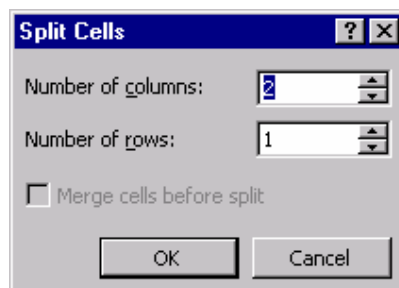 Split Cells
Number of columns: 2
Number of rows: 1
Merge cells before split
OK Cancel